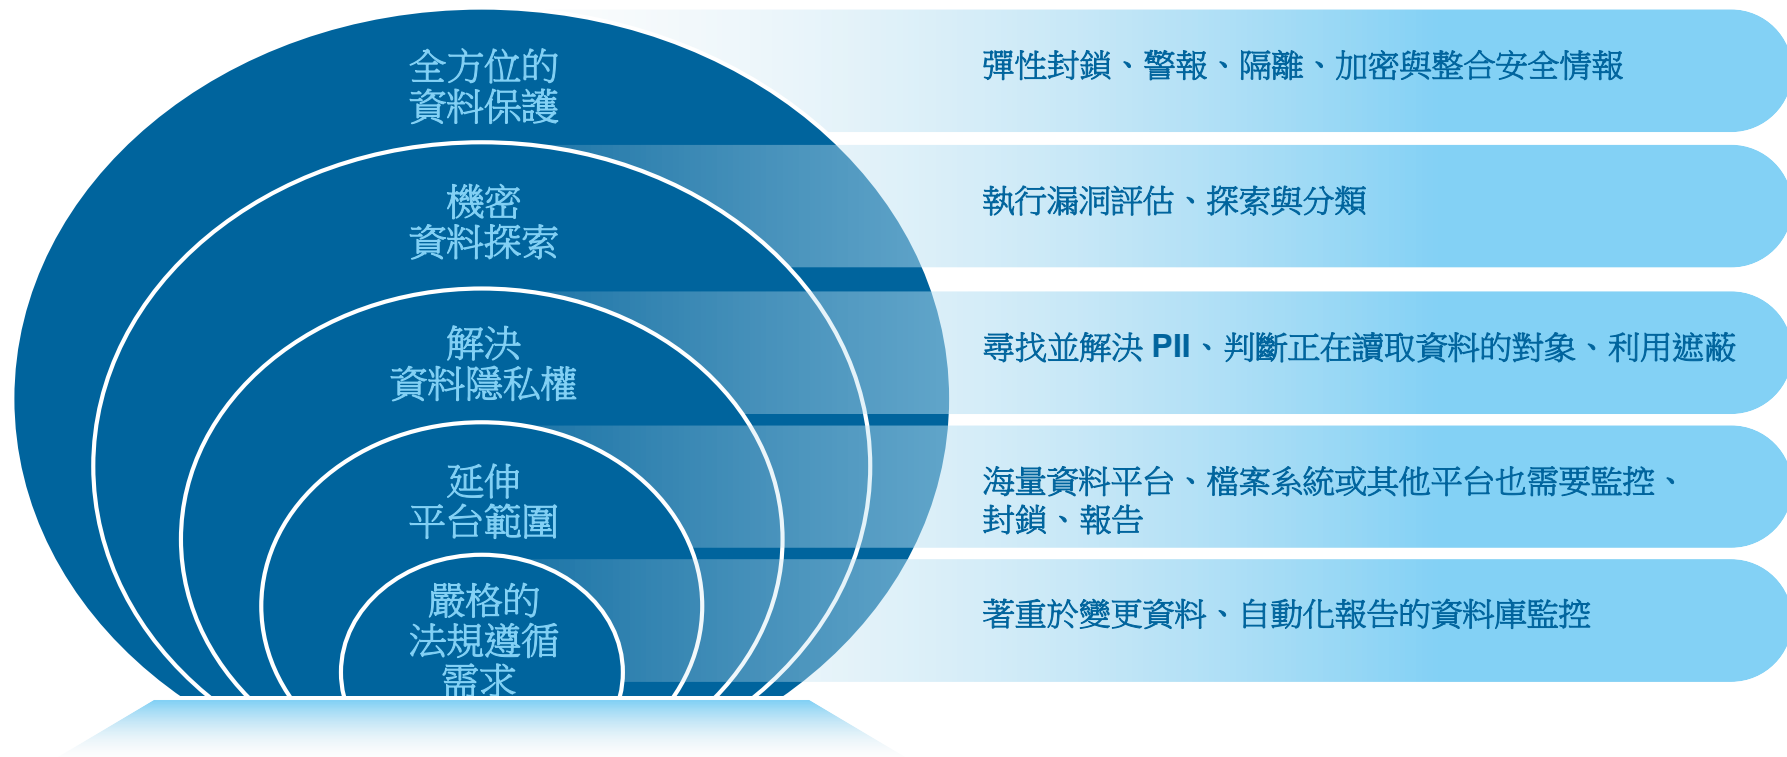 全方位的
資料保護
彈性封鎖、警報、隔離、加密與整合安全情報
機密
資料探索
執行漏洞評估、探索與分類
解決
資料隱私權
尋找並解決 PII、判斷正在讀取資料的對象、利用遮蔽
延伸
平台範圍
海量資料平台、檔案系統或其他平台也需要監控、
封鎖、報告
嚴格的
法規遵循
需求
著重於變更資料、自動化報告的資料庫監控